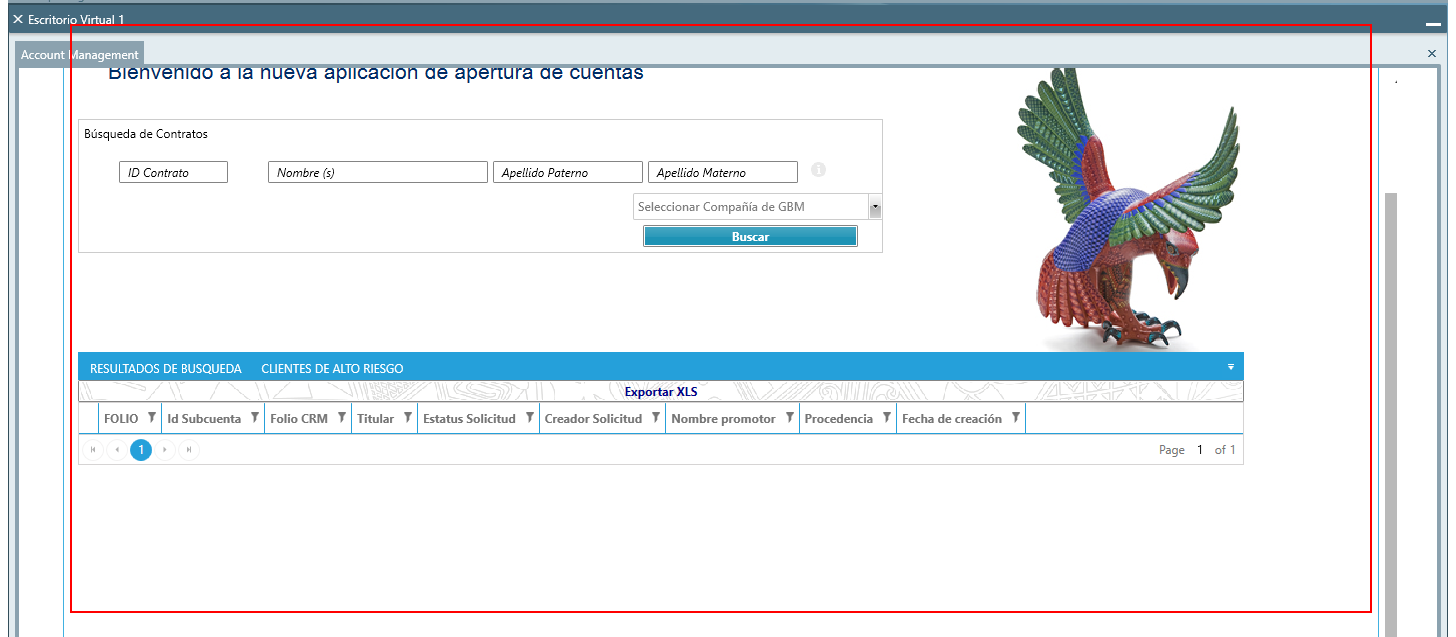 Escritorio Virtual 1
Account Management
Bienvenido a la nueva aplicación de apertura de cuentas
Búsqueda de Contratos
ID Contrato Nombre (s) Apellido Paterno Apellido Materno
Seleccionar Compañía de GBM
Buscar
RESULTADOS DE BUSQUEDA CLIENTES DE ALTO RIESGO
Exportar XLS
FOLIO Id Subcuenta Folio CRM Titular Estatus Solicitud Creador Solicitud Nombre promotor Procedencia Fecha de creación
1 Page 1 of 1